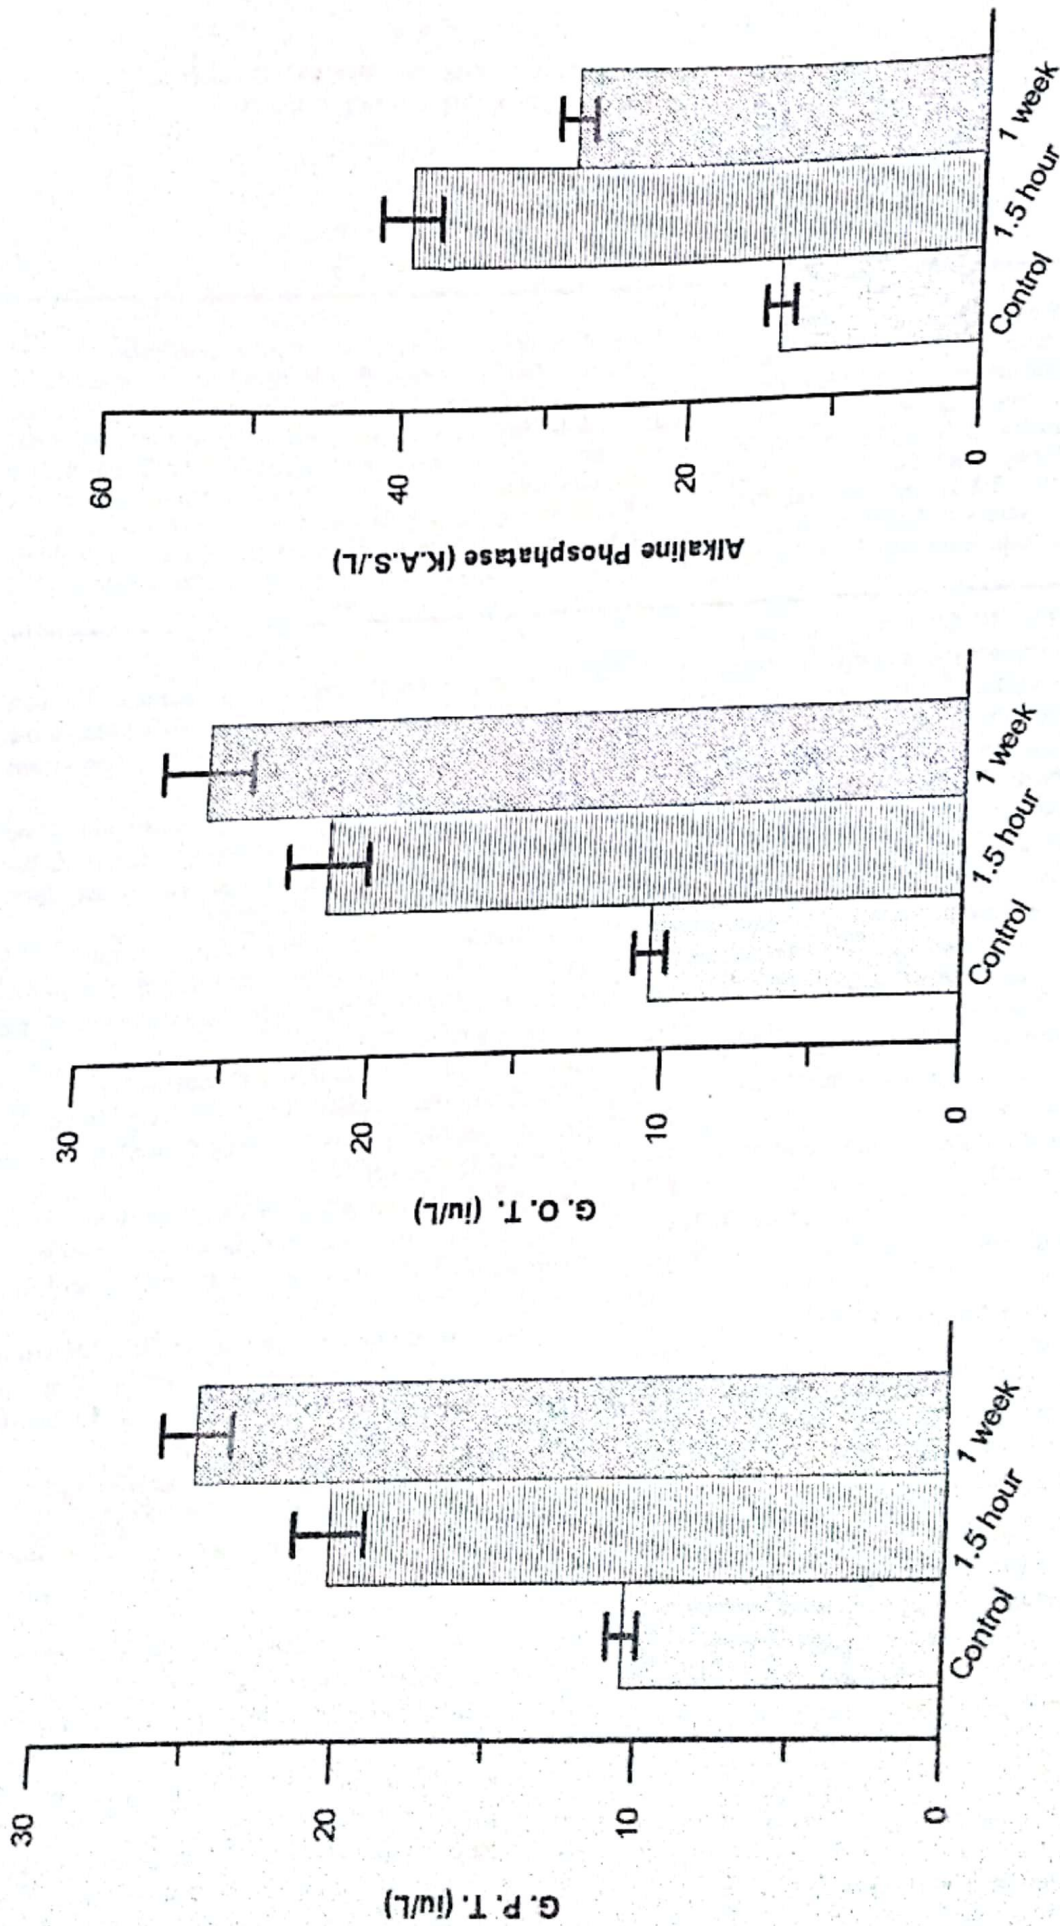 G. P. T. (iu/L)
30
20
10
0
Control
1.5 hour
1 week
G. O. T. (iu/L)
30
20
10
0
Control
1.5 hour
1 week
Alkaline Phosphatase (K.A.S./L)
60
40
20
0
Control
1.5 hour
1 week